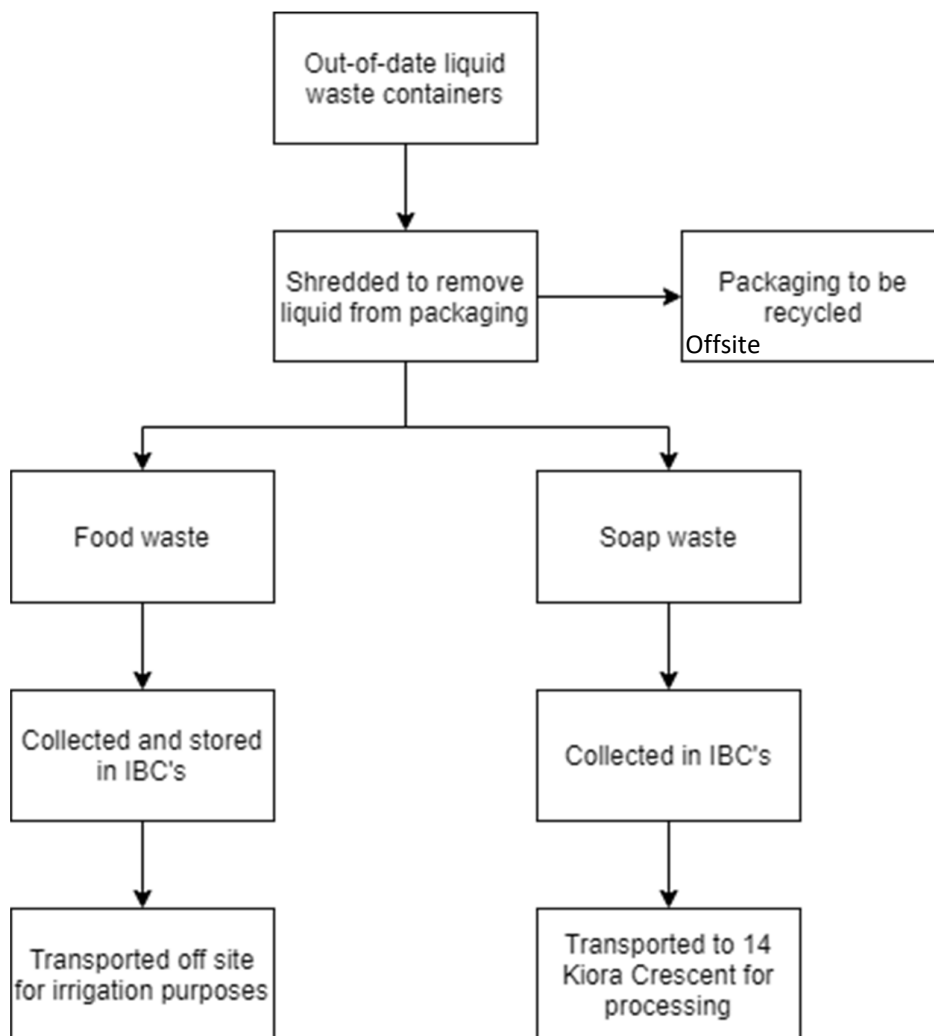 Out-of-date liquid
waste containers
Shredded to remove
liquid from packaging
Packaging to be
recycled
Offsite
Food waste
Soap waste
Collected and stored
in IBC's
Collected in IBC's
Transported off site
for irrigation purposes
Transported to 14
Kiora Crescent for
processing